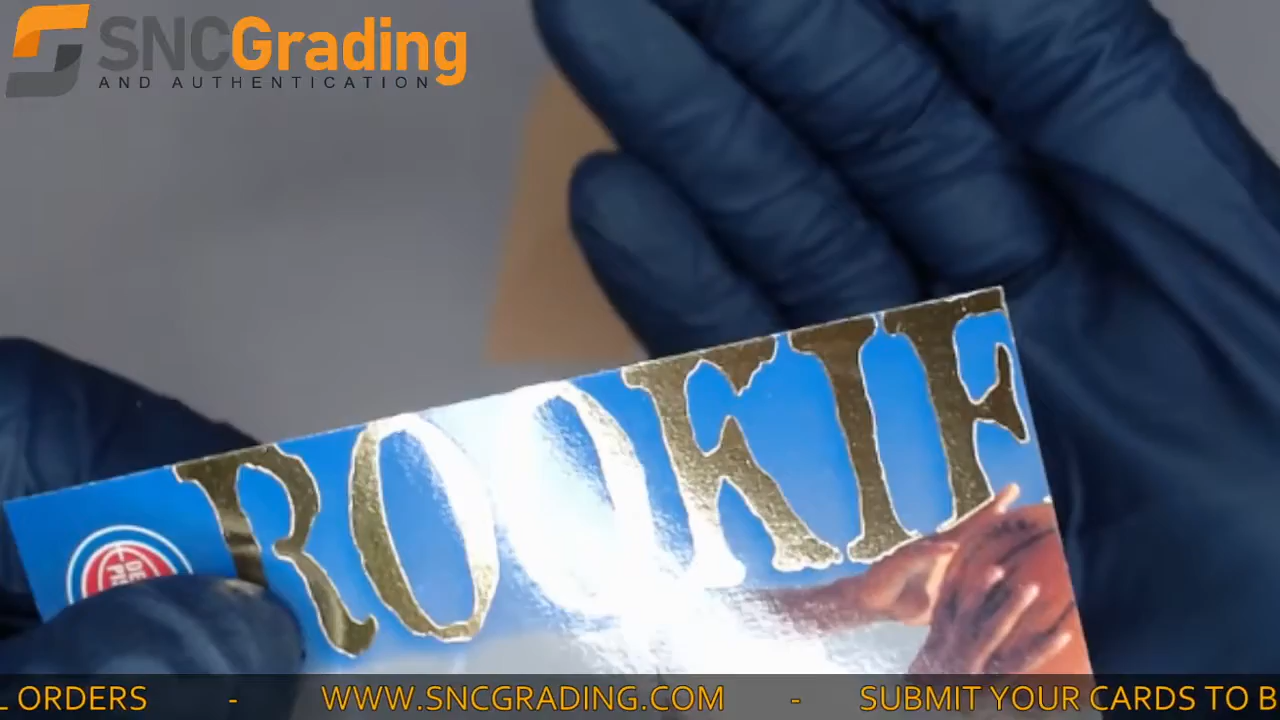 SNCGrading
AND AUTHENTICATION
ROOKIE
ORDERS - WWW.SNCGRADING.COM - SUBMIT YOUR CARDS TO